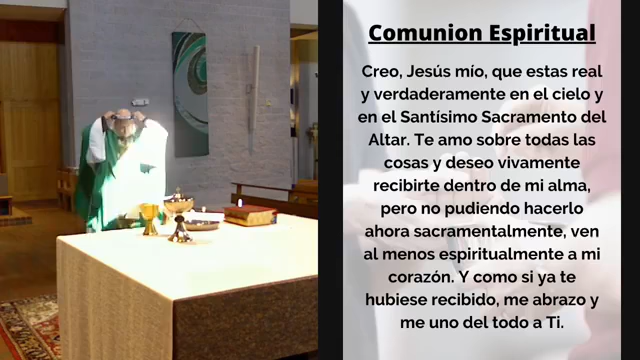 Comunion Espiritual
Creo, Jesús mío, que estas real
y verdaderamente en el cielo y
en el Santísimo Sacramento del
Altar. Te amo sobre todas las
cosas y deseo vivamente
recibirte dentro de mi alma,
pero no pudiendo hacerlo
ahora sacramentalmente, ven
al menos espiritualmente a mi
corazón. Y como si ya te
hubiese recibido, me abrazo y
me uno del todo a Ti.